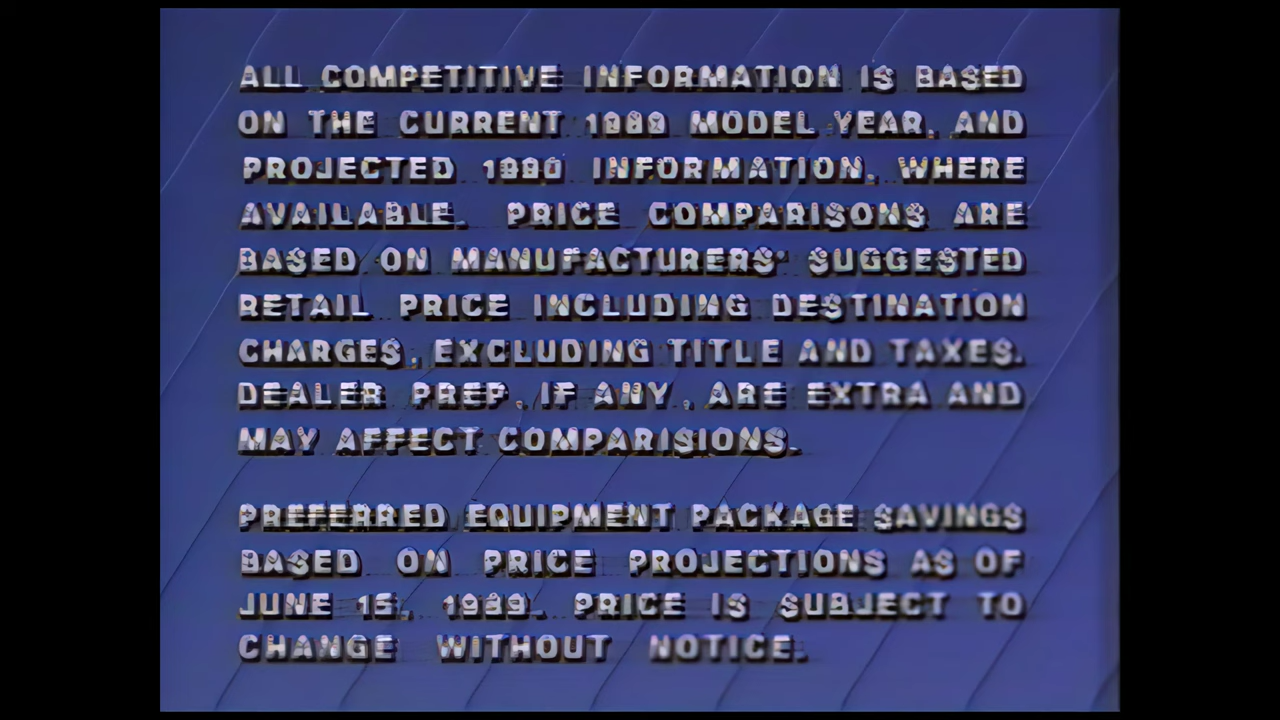 ALL COMPETITIVE INFORMATION IS BASED
ON THE CURRENT 1989 MODEL YEAR, AND
PROJECTED 1990 INFORMATION, WHERE
AVAILABLE. PRICE COMPARISONS ARE
BASED ON MANUFACTURERS' SUGGESTED
RETAIL PRICE INCLUDING DESTINATION
CHARGES, EXCLUDING TITLE AND TAXES.
DEALER PREP, IF ANY, ARE EXTRA AND
MAY AFFECT COMPARISIONS.
PREFERRED EQUIPMENT PACKAGE SAVINGS
BASED ON PRICE PROJECTIONS AS OF
JUNE 15, 1989. PRICE IS SUBJECT TO
CHANGE WITHOUT NOTICE.